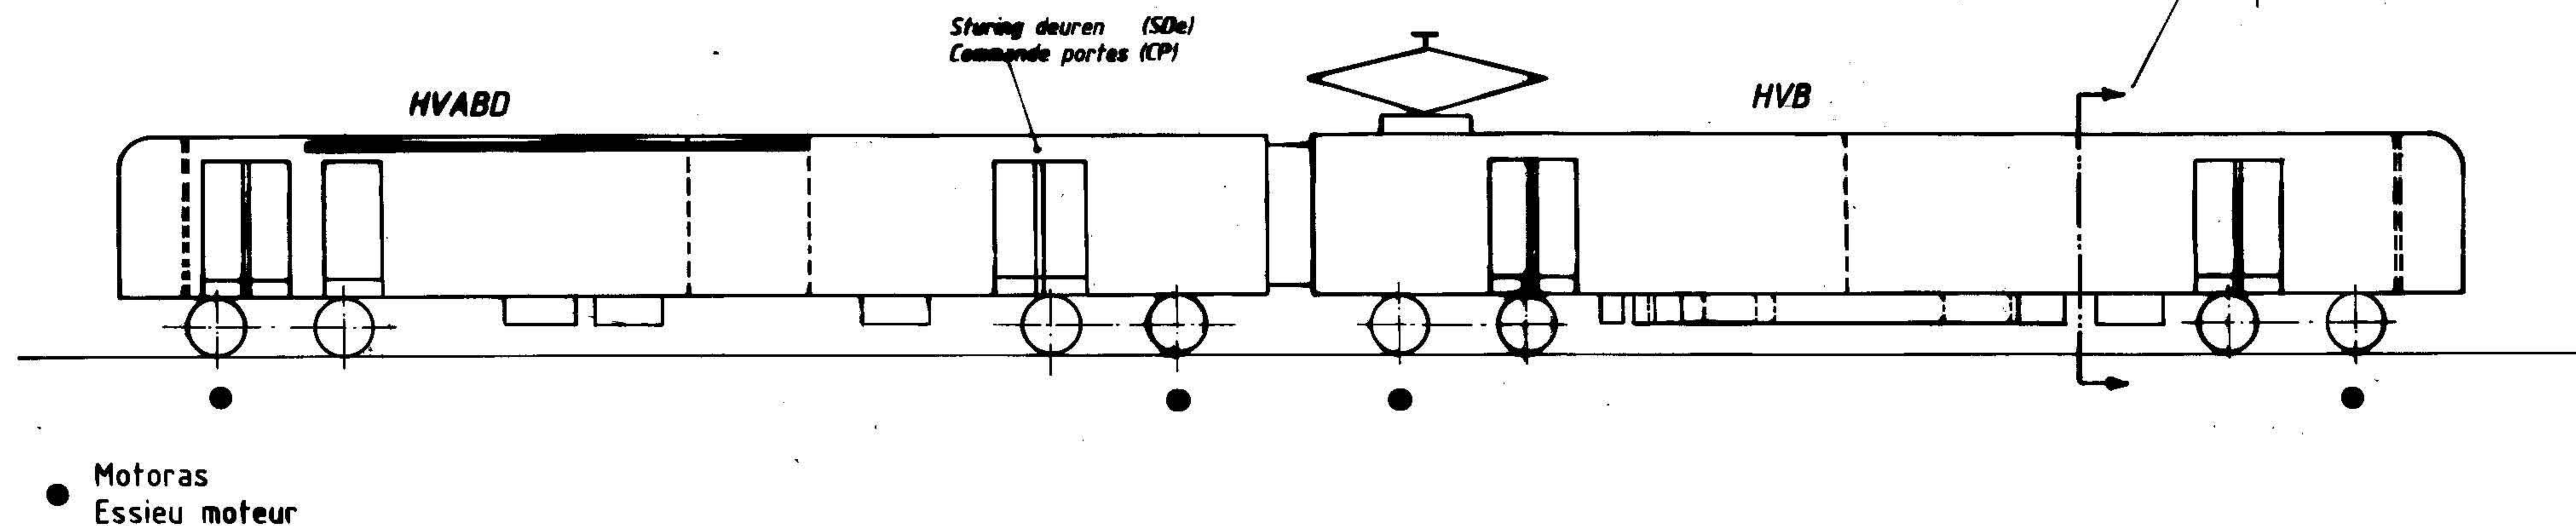 Sturing deuren (SDe)
Commande portes (CP)
HVABD
HVB
Motoras
Essieu moteur